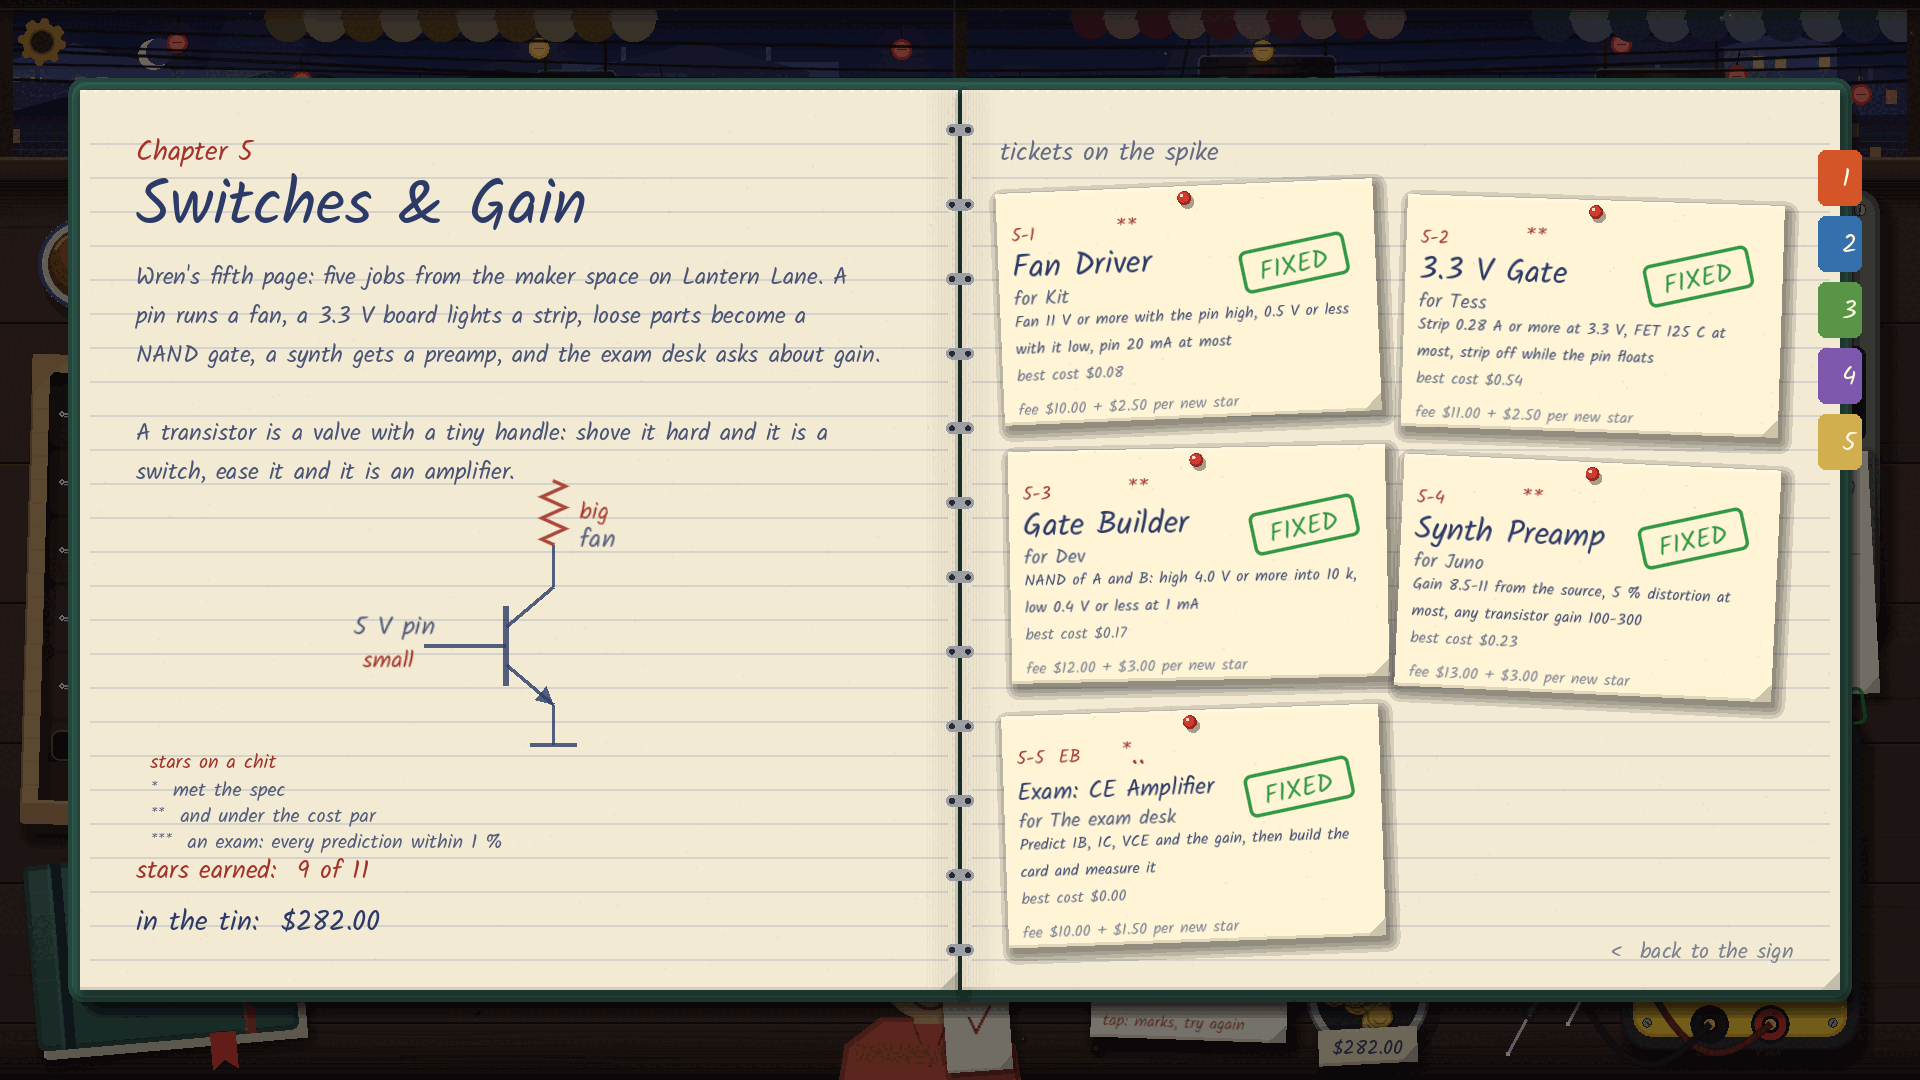 Chapter 5
Switches & Gain
Wren's fifth page: five jobs from the maker space on Lantern Lane. A
pin runs a fan, a 3.3 V board lights a strip, loose parts become a
NAND gate, a synth gets a preamp, and the exam desk asks about gain.
A transistor is a valve with a tiny handle: shove it hard and it is a
switch, ease it and it is an amplifier.
big
fan
5 V pin
small
stars on a chit
* met the spec
** and under the cost par
*** an exam: every prediction within 1 %
stars earned: 9 of 11
in the tin: $282.00
tickets on the spike
5-1 **
Fan Driver
FIXED
for Kit
Fan 11 V or more with the pin high, 0.5 V or less
with it low, pin 20 mA at most
best cost $0.08
fee $10.00 + $2.50 per new star
5-2 **
3.3 V Gate
FIXED
for Tess
Strip 0.28 A or more at 3.3 V, FET 125 C at
most, strip off while the pin floats
best cost $0.54
fee $11.00 + $2.50 per new star
5-3 **
Gate Builder
FIXED
for Dev
NAND of A and B: high 4.0 V or more into 10 k,
low 0.4 V or less at 1 mA
best cost $0.17
fee $12.00 + $3.00 per new star
5-4 **
Synth Preamp
FIXED
for Juno
Gain 8.5-11 from the source, 5 % distortion at
most, any transistor gain 100-300
best cost $0.23
fee $13.00 + $3.00 per new star
5-5 EB *..
Exam: CE Amplifier
FIXED
for The exam desk
Predict IB, IC, VCE and the gain, then build the
card and measure it
best cost $0.00
fee $10.00 + $1.50 per new star
< back to the sign
1
2
3
4
5
tap: marks, try again
$282.00